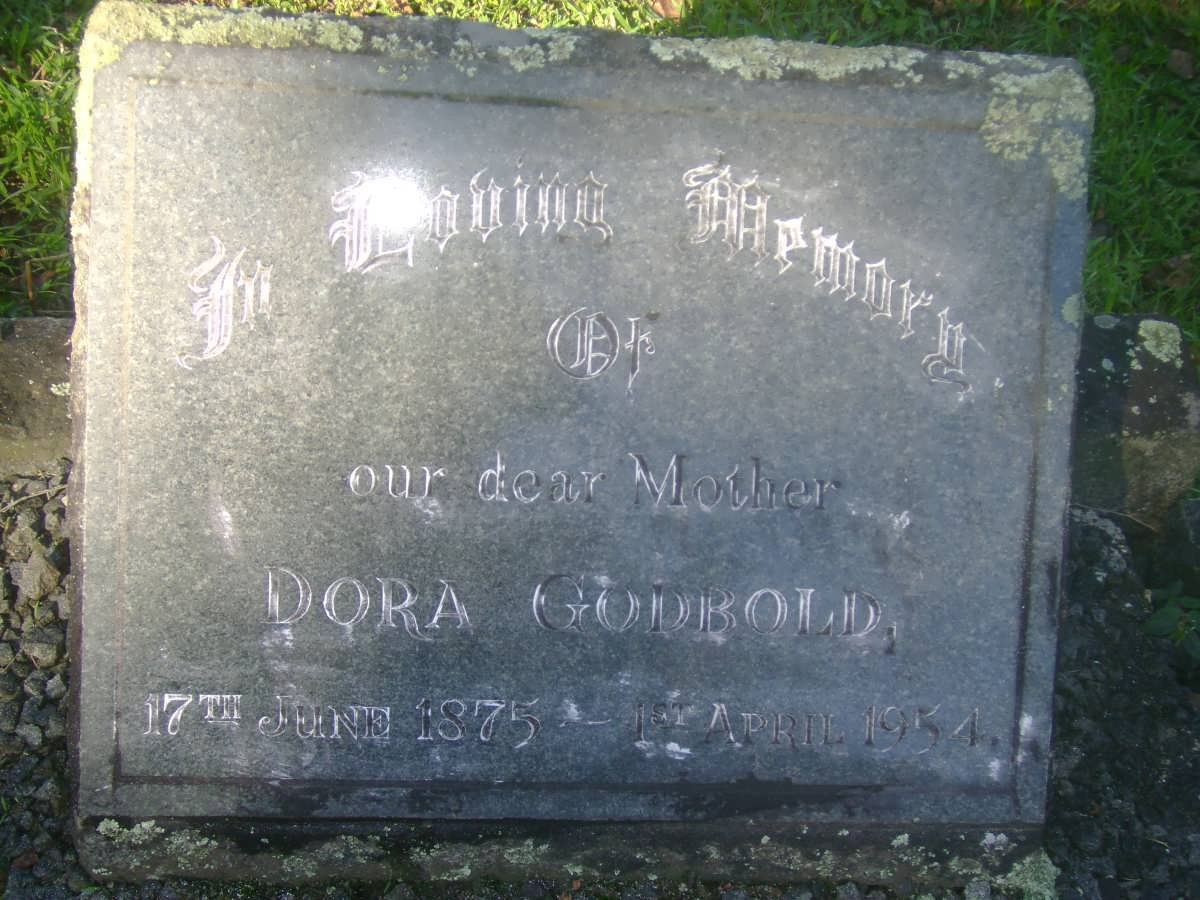 In Loving Memory
Of
our dear Mother
DORA GODBOLD,
17TH JUNE 1875 — 1ST APRIL 1954.